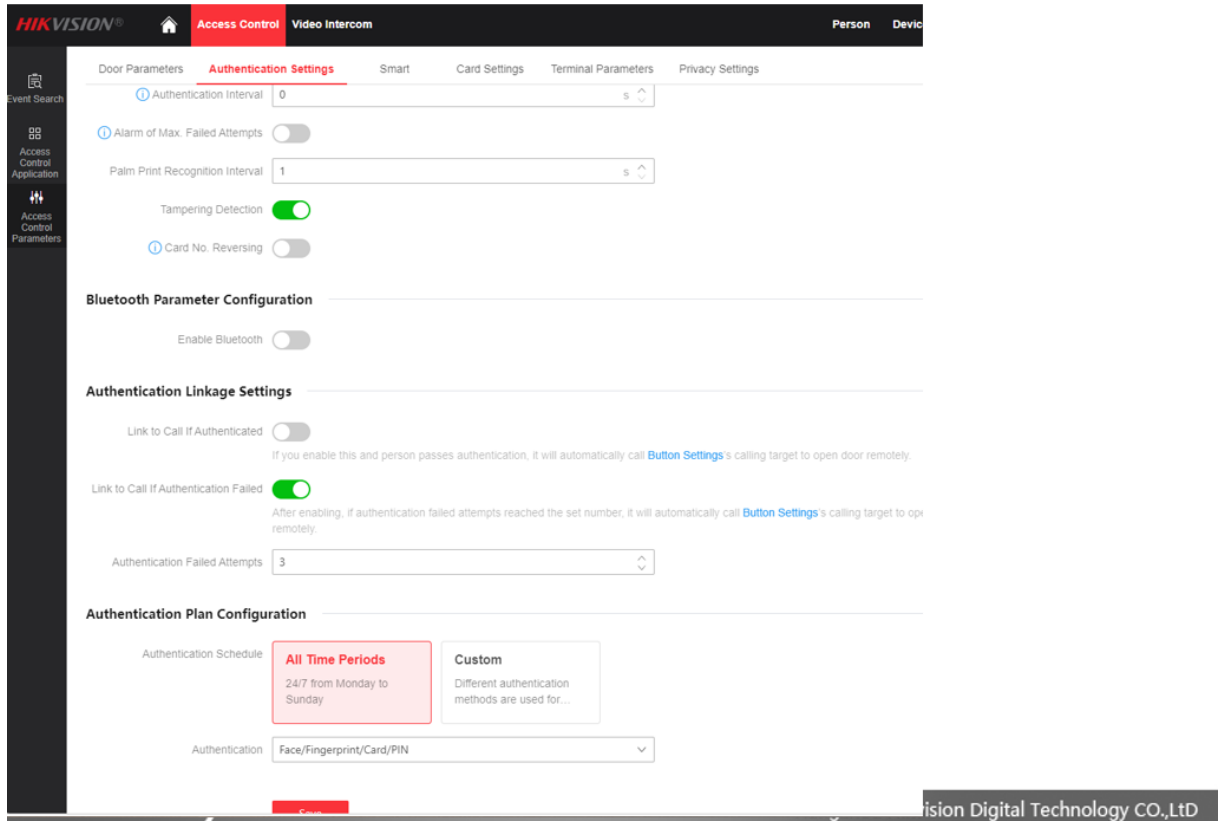 HIKVISION®
Access Control
Video Intercom
Person
Devic
Event Search
Access
Control
Application
Access
Control
Parameters
Door Parameters
Authentication Settings
Smart
Card Settings
Terminal Parameters
Privacy Settings
Authentication Interval
0
s
Alarm of Max. Failed Attempts
Palm Print Recognition Interval
1
s
Tampering Detection
Card No. Reversing
Bluetooth Parameter Configuration
Enable Bluetooth
Authentication Linkage Settings
Link to Call If Authenticated
If you enable this and person passes authentication, it will automatically call Button Settings's calling target to open door remotely.
Link to Call If Authentication Failed
After enabling, if authentication failed attempts reached the set number, it will automatically call Button Settings's calling target to ope
remotely.
Authentication Failed Attempts
3
Authentication Plan Configuration
Authentication Schedule
All Time Periods
24/7 from Monday to
Sunday
Custom
Different authentication
methods are used for...
Authentication
Face/Fingerprint/Card/PIN
Save
ision Digital Technology CO.,LtD